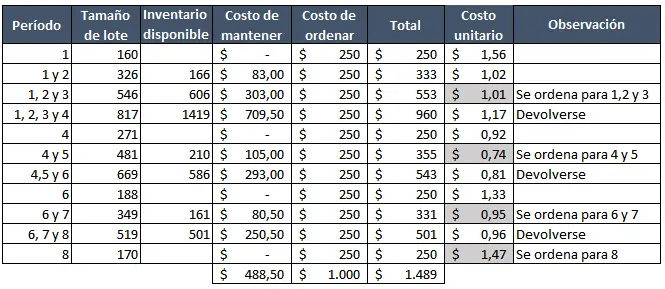 Período Tamaño de lote Inventario disponible Costo de mantener Costo de ordenar Total Costo unitario Observación
1 160 $ - $ 250 $ 250 $ 1,56
1 y 2 326 166 $ 83,00 $ 250 $ 333 $ 1,02
1, 2 y 3 546 606 $ 303,00 $ 250 $ 553 $ 1,01 Se ordena para 1,2 y 3
1, 2, 3 y 4 817 1419 $ 709,50 $ 250 $ 960 $ 1,17 Devolverse
4 271 $ - $ 250 $ 250 $ 0,92
4 y 5 481 210 $ 105,00 $ 250 $ 355 $ 0,74 Se ordena para 4 y 5
4,5 y 6 669 586 $ 293,00 $ 250 $ 543 $ 0,81 Devolverse
6 188 $ - $ 250 $ 250 $ 1,33
6 y 7 349 161 $ 80,50 $ 250 $ 331 $ 0,95 Se ordena para 6 y 7
6, 7 y 8 519 501 $ 250,50 $ 250 $ 501 $ 0,96 Devolverse
8 170 $ - $ 250 $ 250 $ 1,47 Se ordena para 8
$ 488,50 $ 1.000 $ 1.489